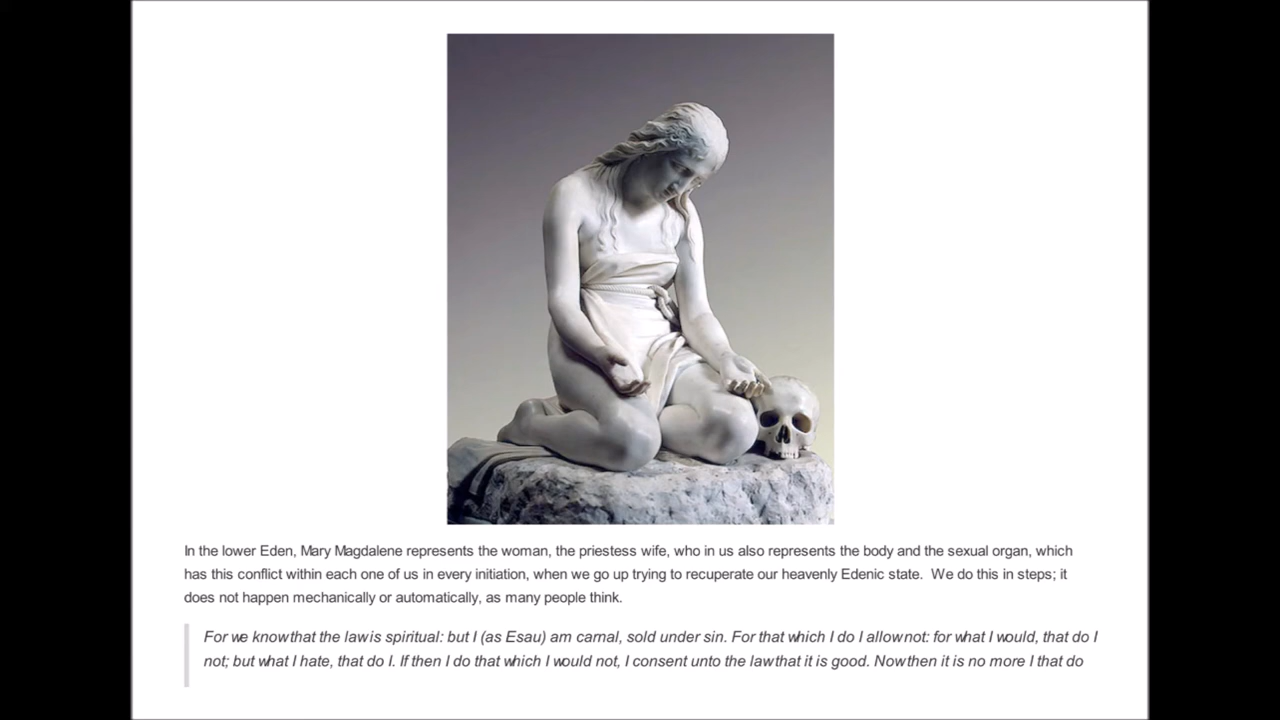 In the lower Eden, Mary Magdalene represents the woman, the priestess wife, who in us also represents the body and the sexual organ, which
has this conflict within each one of us in every initiation, when we go up trying to recuperate our heavenly Edenic state.  We do this in steps; it
does not happen mechanically or automatically, as many people think.
For we know that the law is spiritual: but I (as Esau) am carnal, sold under sin. For that which I do I allow not: for what I would, that do I
not; but what I hate, that do I. If then I do that which I would not, I consent unto the law that it is good. Now then it is no more I that do